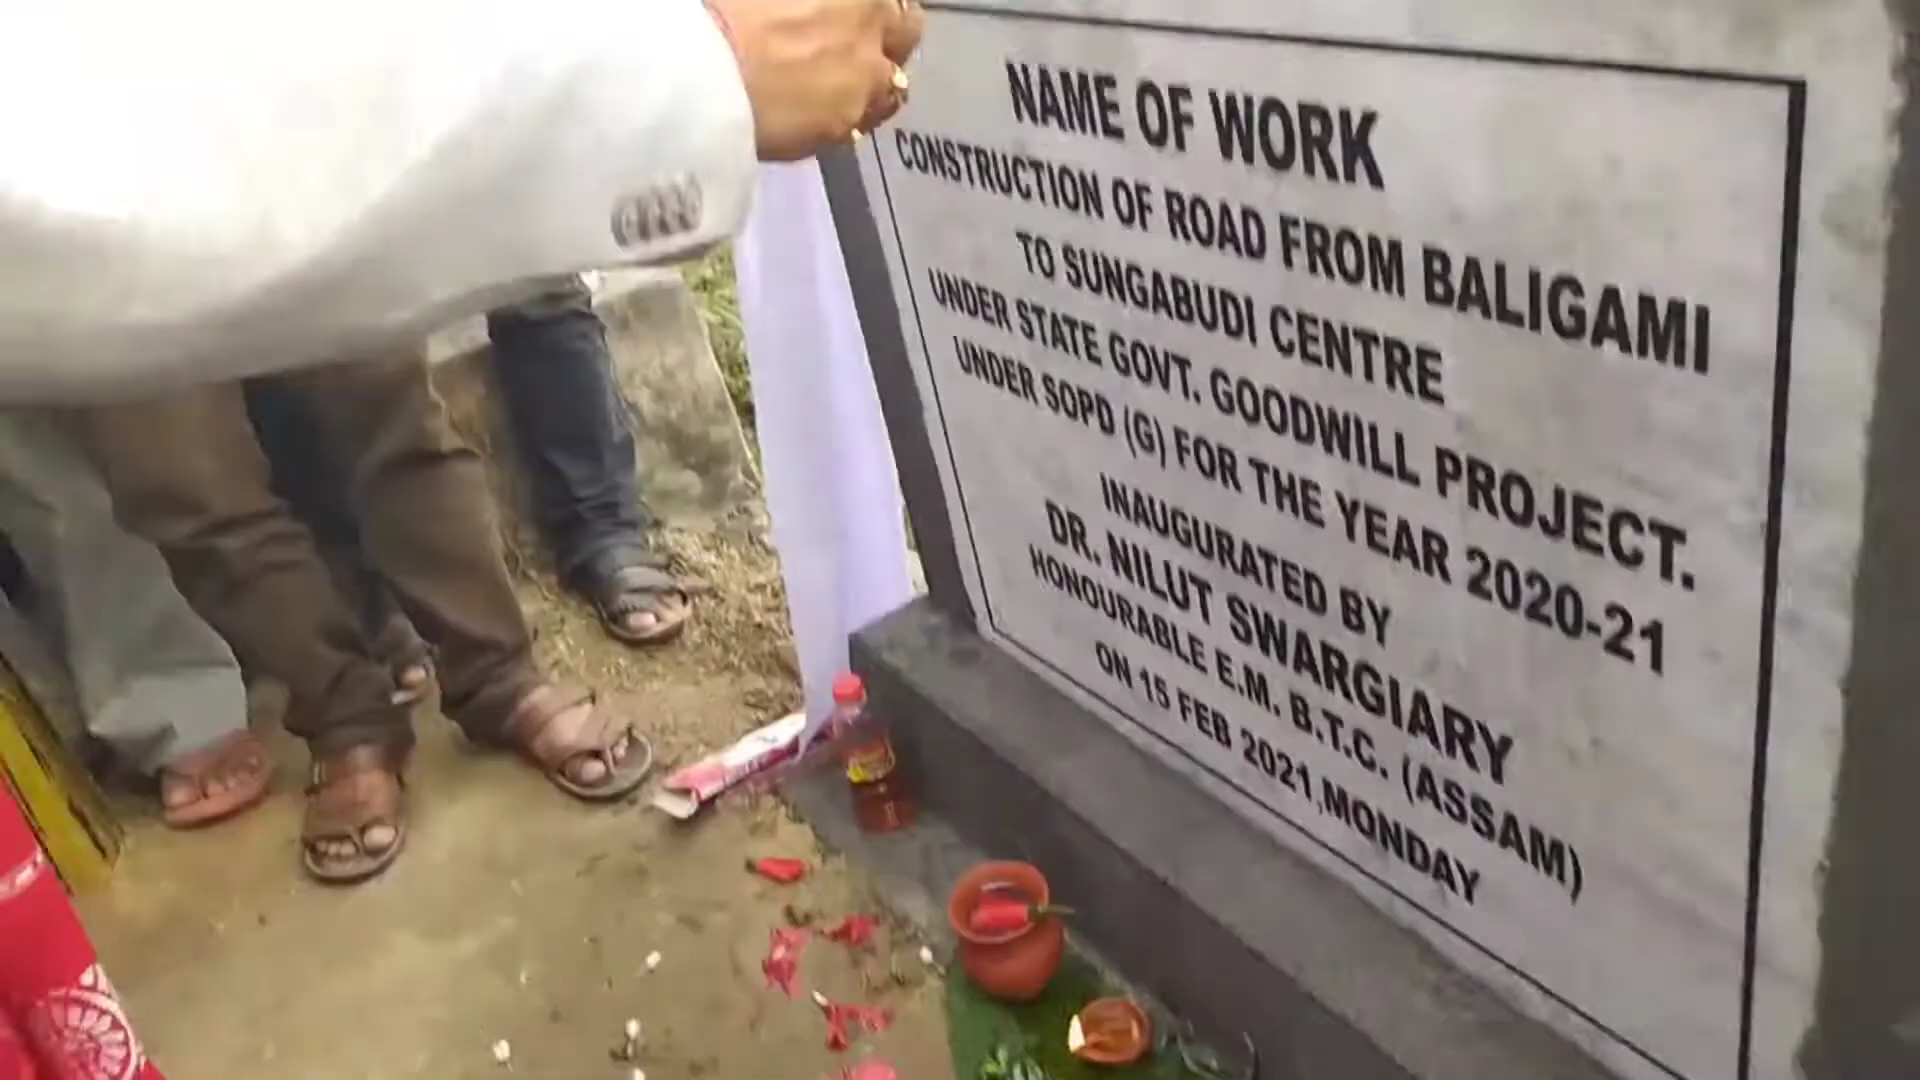 NAME OF WORK
CONSTRUCTION OF ROAD FROM BALIGAMI
TO SUNGABUDI CENTRE
UNDER STATE GOVT. GOODWILL PROJECT.
UNDER SOPD (G) FOR THE YEAR 2020-21
INAUGURATED BY
DR. NILUT SWARGIARY
HONOURABLE E.M. B.T.C. (ASSAM)
ON 15 FEB 2021,MONDAY